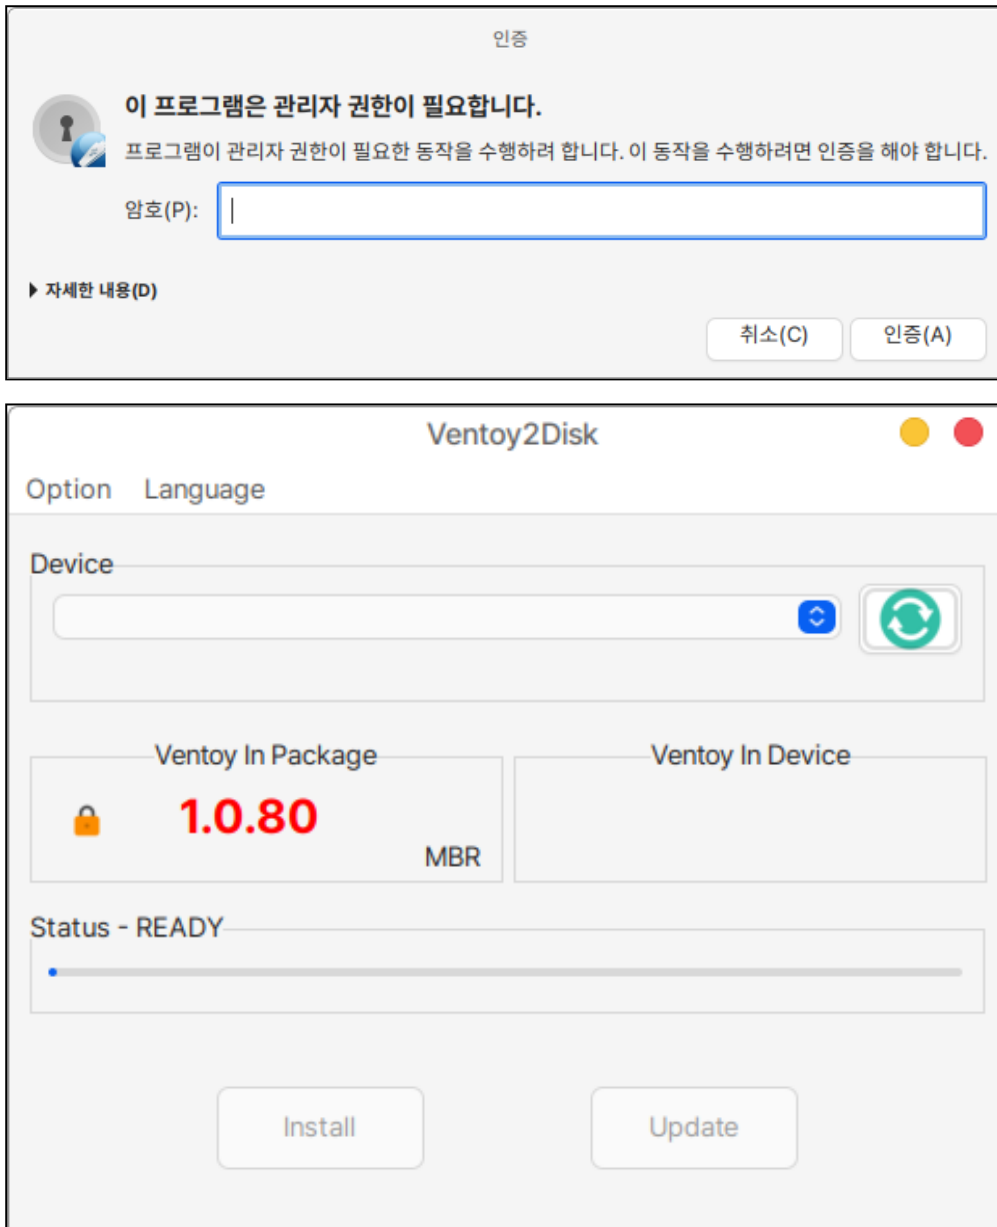 인증
이 프로그램은 관리자 권한이 필요합니다.
프로그램이 관리자 권한이 필요한 동작을 수행하려 합니다. 이 동작을 수행하려면 인증을 해야 합니다.
암호(P):
자세한 내용(D)
취소(C) 인증(A)
Ventoy2Disk
Option Language
Device
Ventoy In Package Ventoy In Device
1.0.80
MBR
Status - READY
Install Update